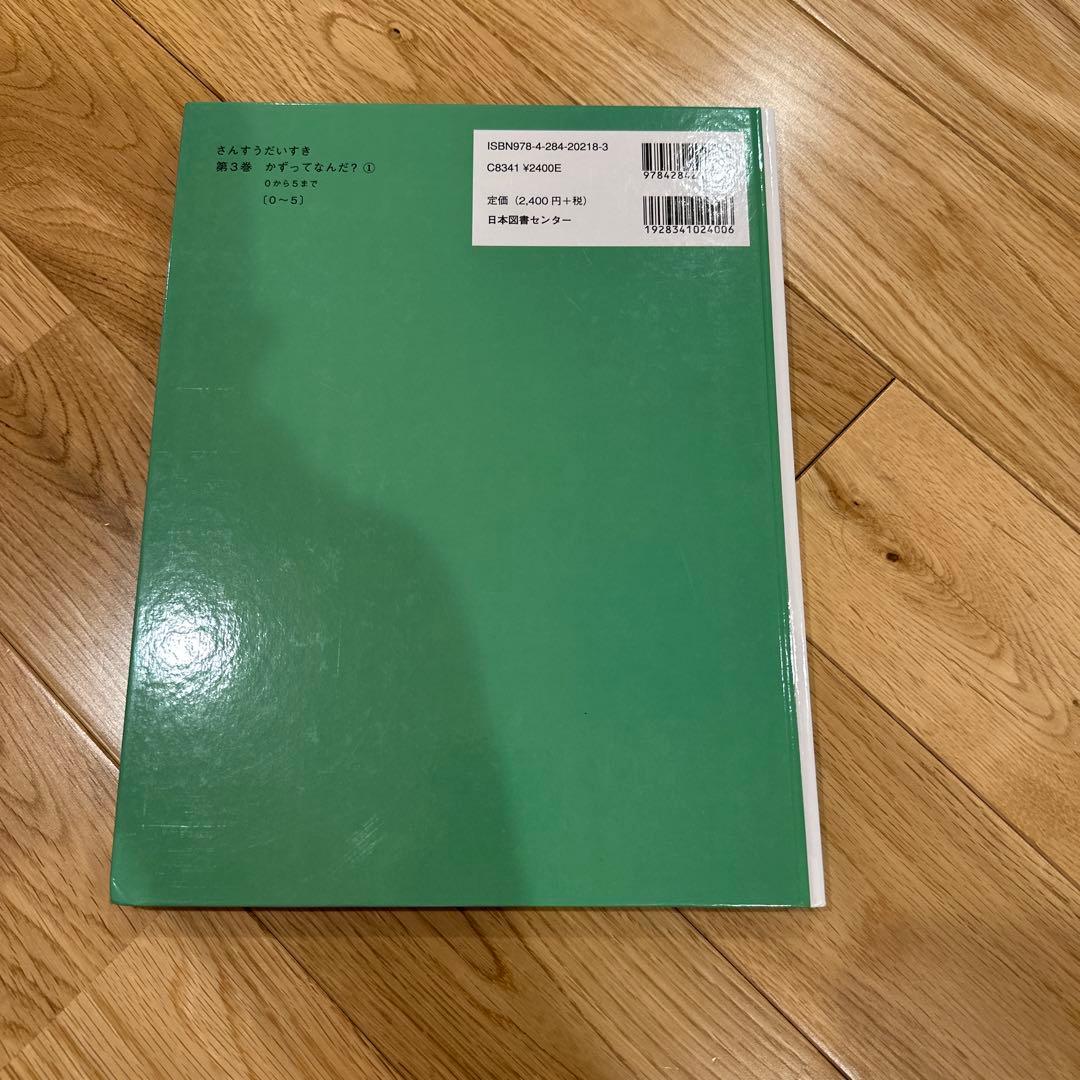 さんすうだいすき
第３巻　かずってなんだ？①
０から５まで
〔０～５〕
ISBN978-4-284-20218-3
C8341 ¥2400E
定価（2,400円＋税）
日本図書センター
1928341024006